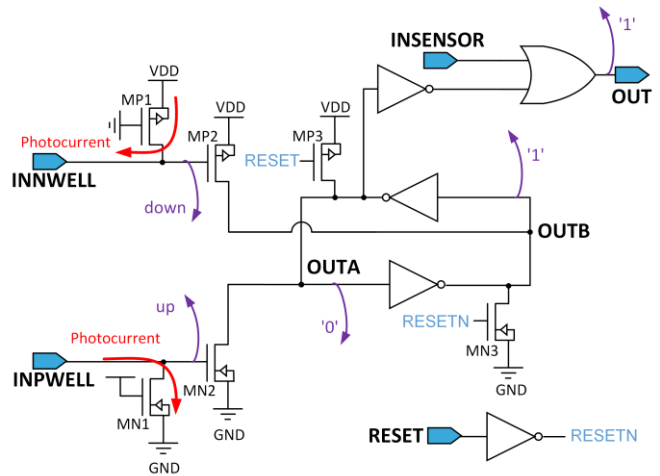 '1'
INSENSOR
OUT
VDD
MP1
Photocurrent
INNWELL
VDD
MP2
VDD
MP3
RESET
down
'1'
OUTB
OUTA
up
'0'
RESETN
MN3
GND
Photocurrent
INPWELL
MN2
GND
MN1
GND
RESET
RESETN